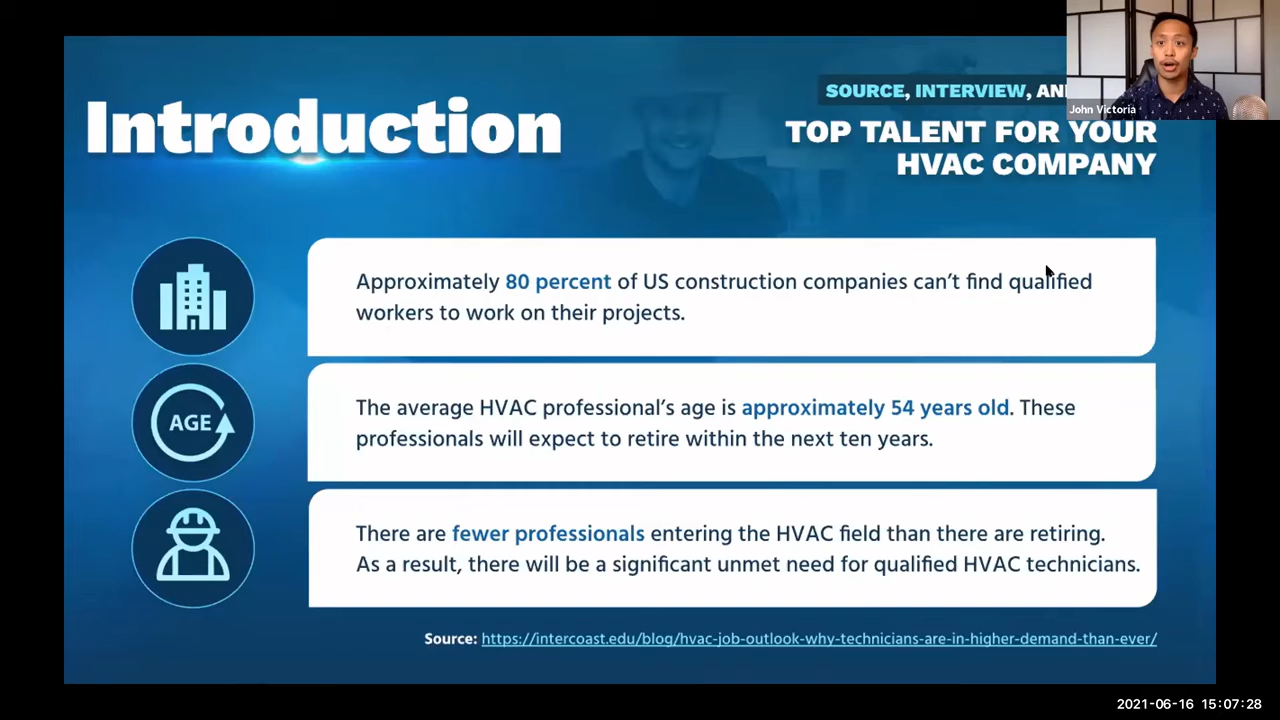 Introduction
SOURCE, INTERVIEW,
TOP TALENT FOR YOUR
HVAC COMPANY
John Victoria
Approximately 80 percent of US construction companies can't find qualified
workers to work on their projects.
AGE
The average HVAC professional's age is approximately 54 years old. These
professionals will expect to retire within the next ten years.
There are fewer professionals entering the HVAC field than there are retiring.
As a result, there will be a significant unmet need for qualified HVAC technicians.
Source: https://intercoast.edu/blog/hvac-job-outlook-why-technicians-are-in-higher-demand-than-ever/
2021-06-16 15:07:28